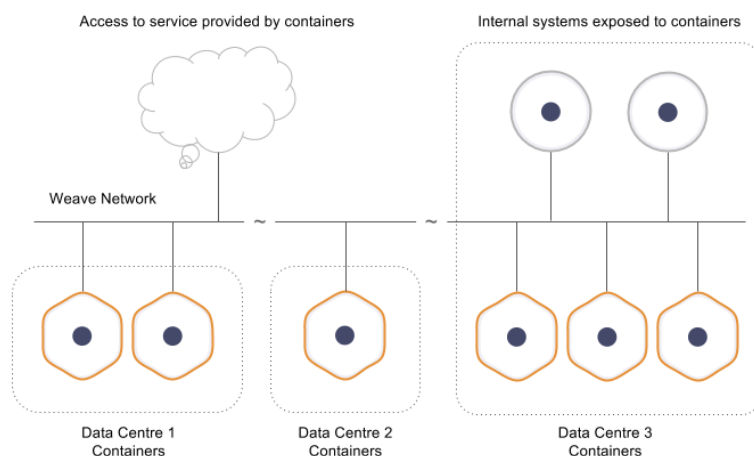 Access to service provided by containers
Internal systems exposed to containers
Weave Network
~
~
Data Centre 1
Containers
Data Centre 2
Containers
Data Centre 3
Containers